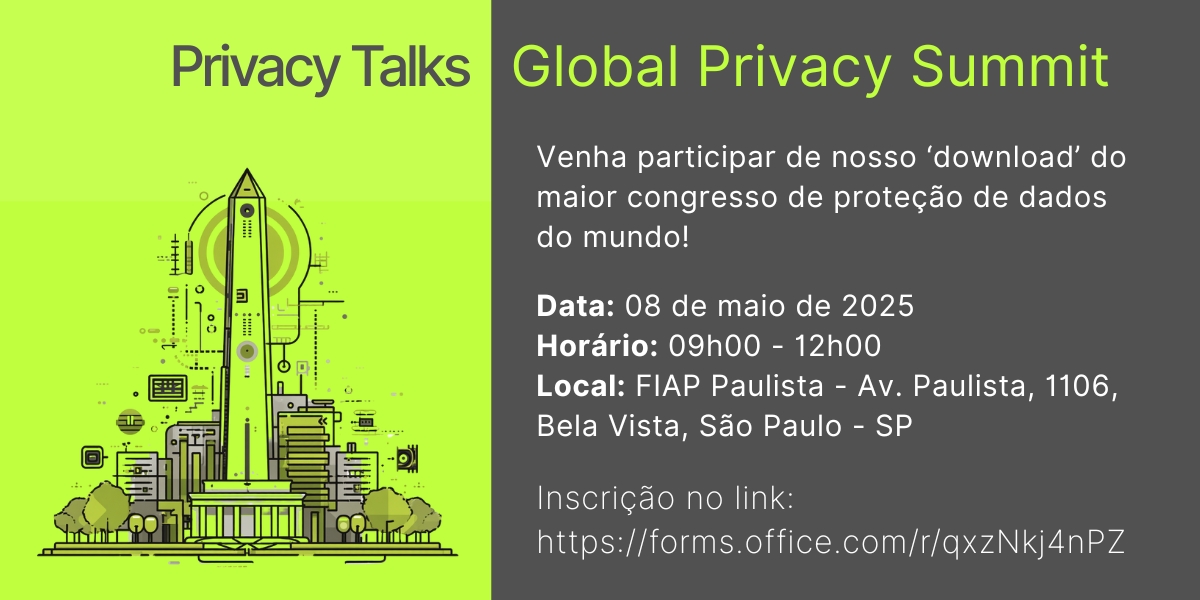 Privacy Talks Global Privacy Summit
Venha participar de nosso ‘download’ do
maior congresso de proteção de dados
do mundo!
Data: 08 de maio de 2025
Horário: 09h00 - 12h00
Local: FIAP Paulista - Av. Paulista, 1106,
Bela Vista, São Paulo - SP
Inscrição no link:
https://forms.office.com/r/qxzNkj4nPZ